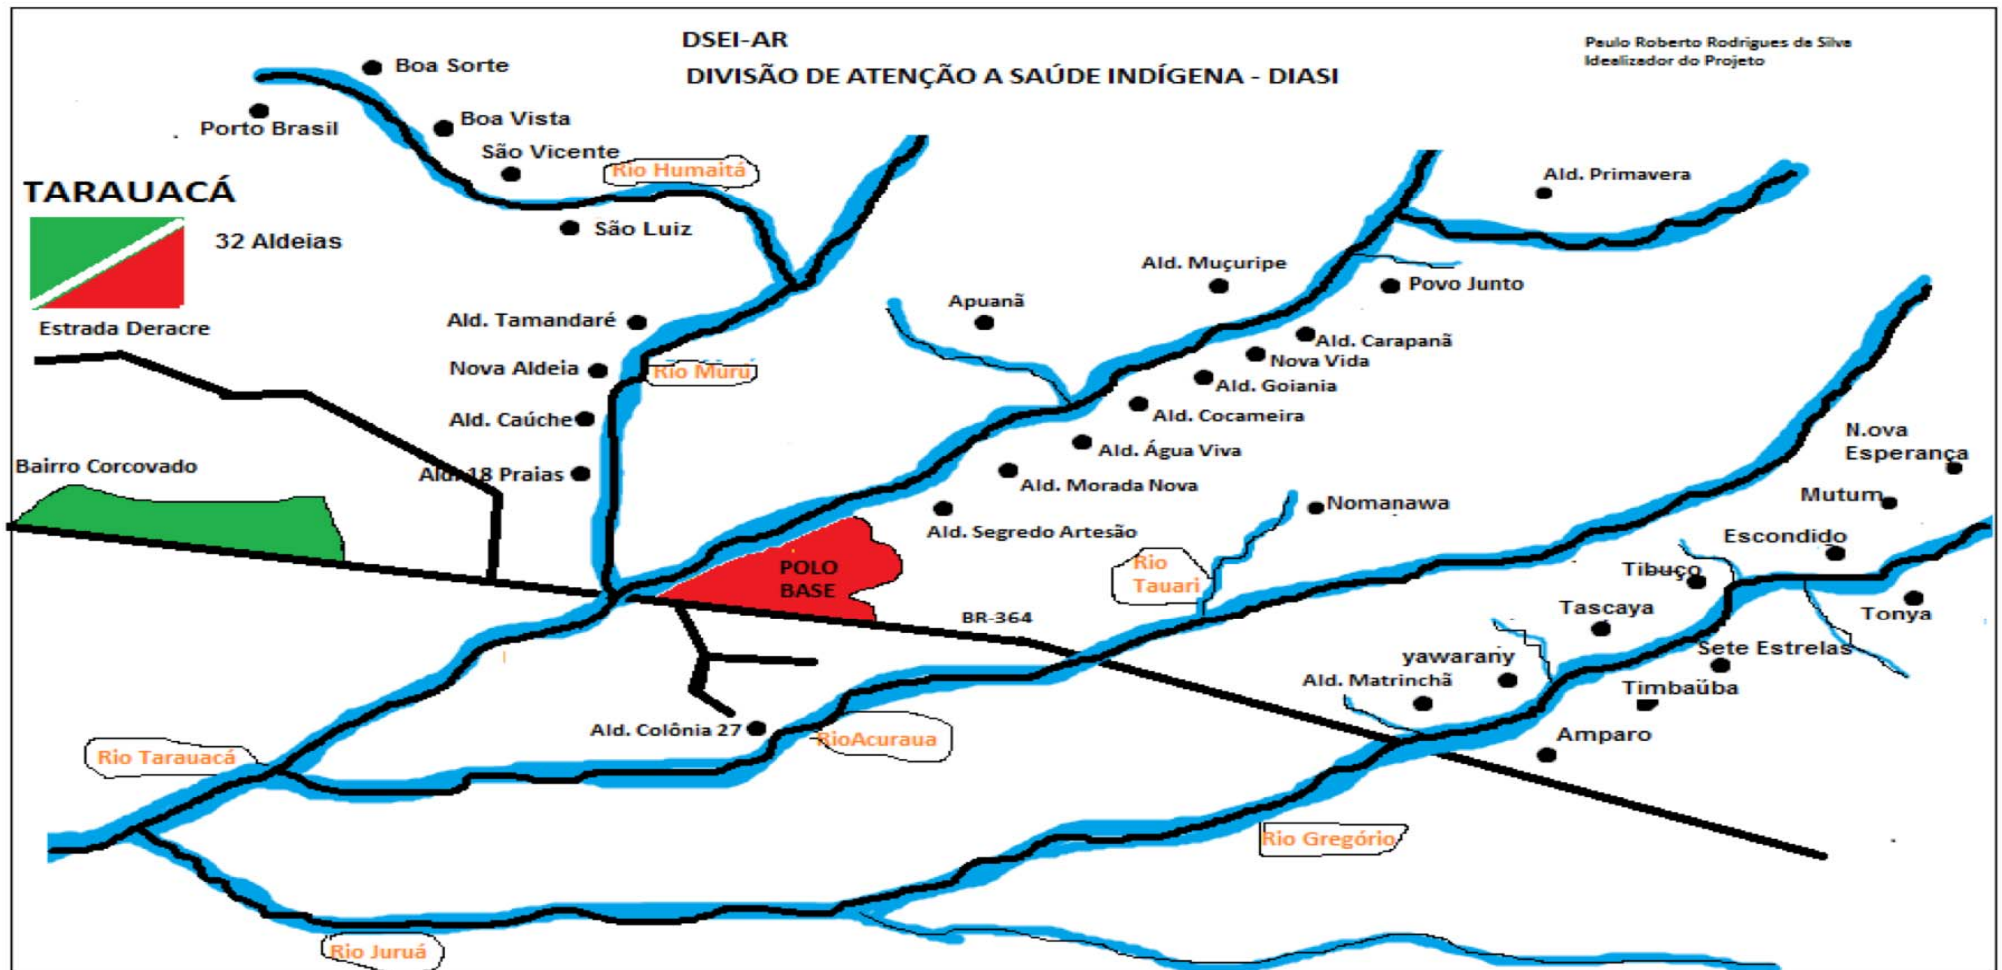 DSEI-AR
DIVISÃO DE ATENÇÃO A SAÚDE INDÍGENA - DIASI
Paulo Roberto Rodrigues da Silva
Idealizador do Projeto
Boa Sorte
Porto Brasil
Boa Vista
São Vicente
Rio Humaitá
São Luiz
TARAUACÁ
32 Aldeias
Estrada Deracre
Ald. Primavera
Ald. Muçuripe
Povo Junto
Apuanã
Ald. Tamandaré
Ald. Carapanã
Nova Vida
Nova Aldeia
Rio Murú
Ald. Goiania
Ald. Caúche
Ald. Cocameira
Ald. Água Viva
N.ova
Esperança
Bairro Corcovado
Ald. 18 Praias
Ald. Morada Nova
Mutum
Nomanawa
Ald. Segredo Artesão
Escondido
Rio
Tauari
POLO
BASE
Tibuço
Tascaya
Tonya
BR-364
Sete Estrelas
yawarany
Ald. Matrinchã
Timbaúba
Ald. Colônia 27
RioAcuraua
Amparo
Rio Tarauacá
Rio Gregório
Rio Juruá